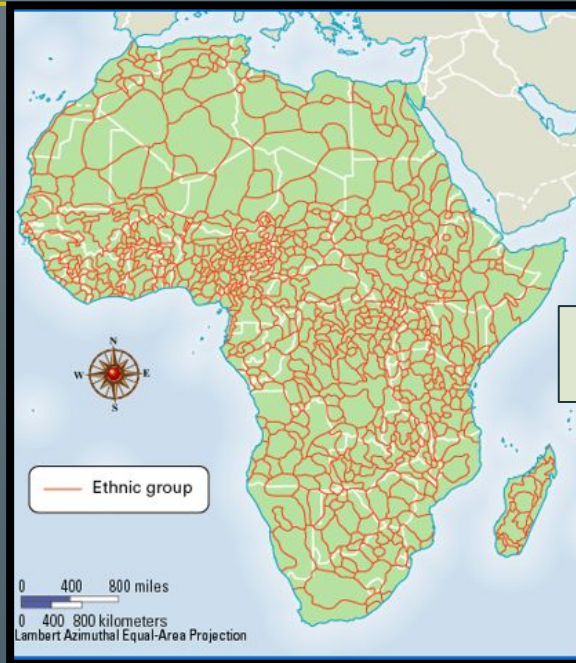 N
W E
S
Ethnic group
0 400 800 miles
0 400 800 kilometers
Lambert Azimuthal Equal-Area Projection